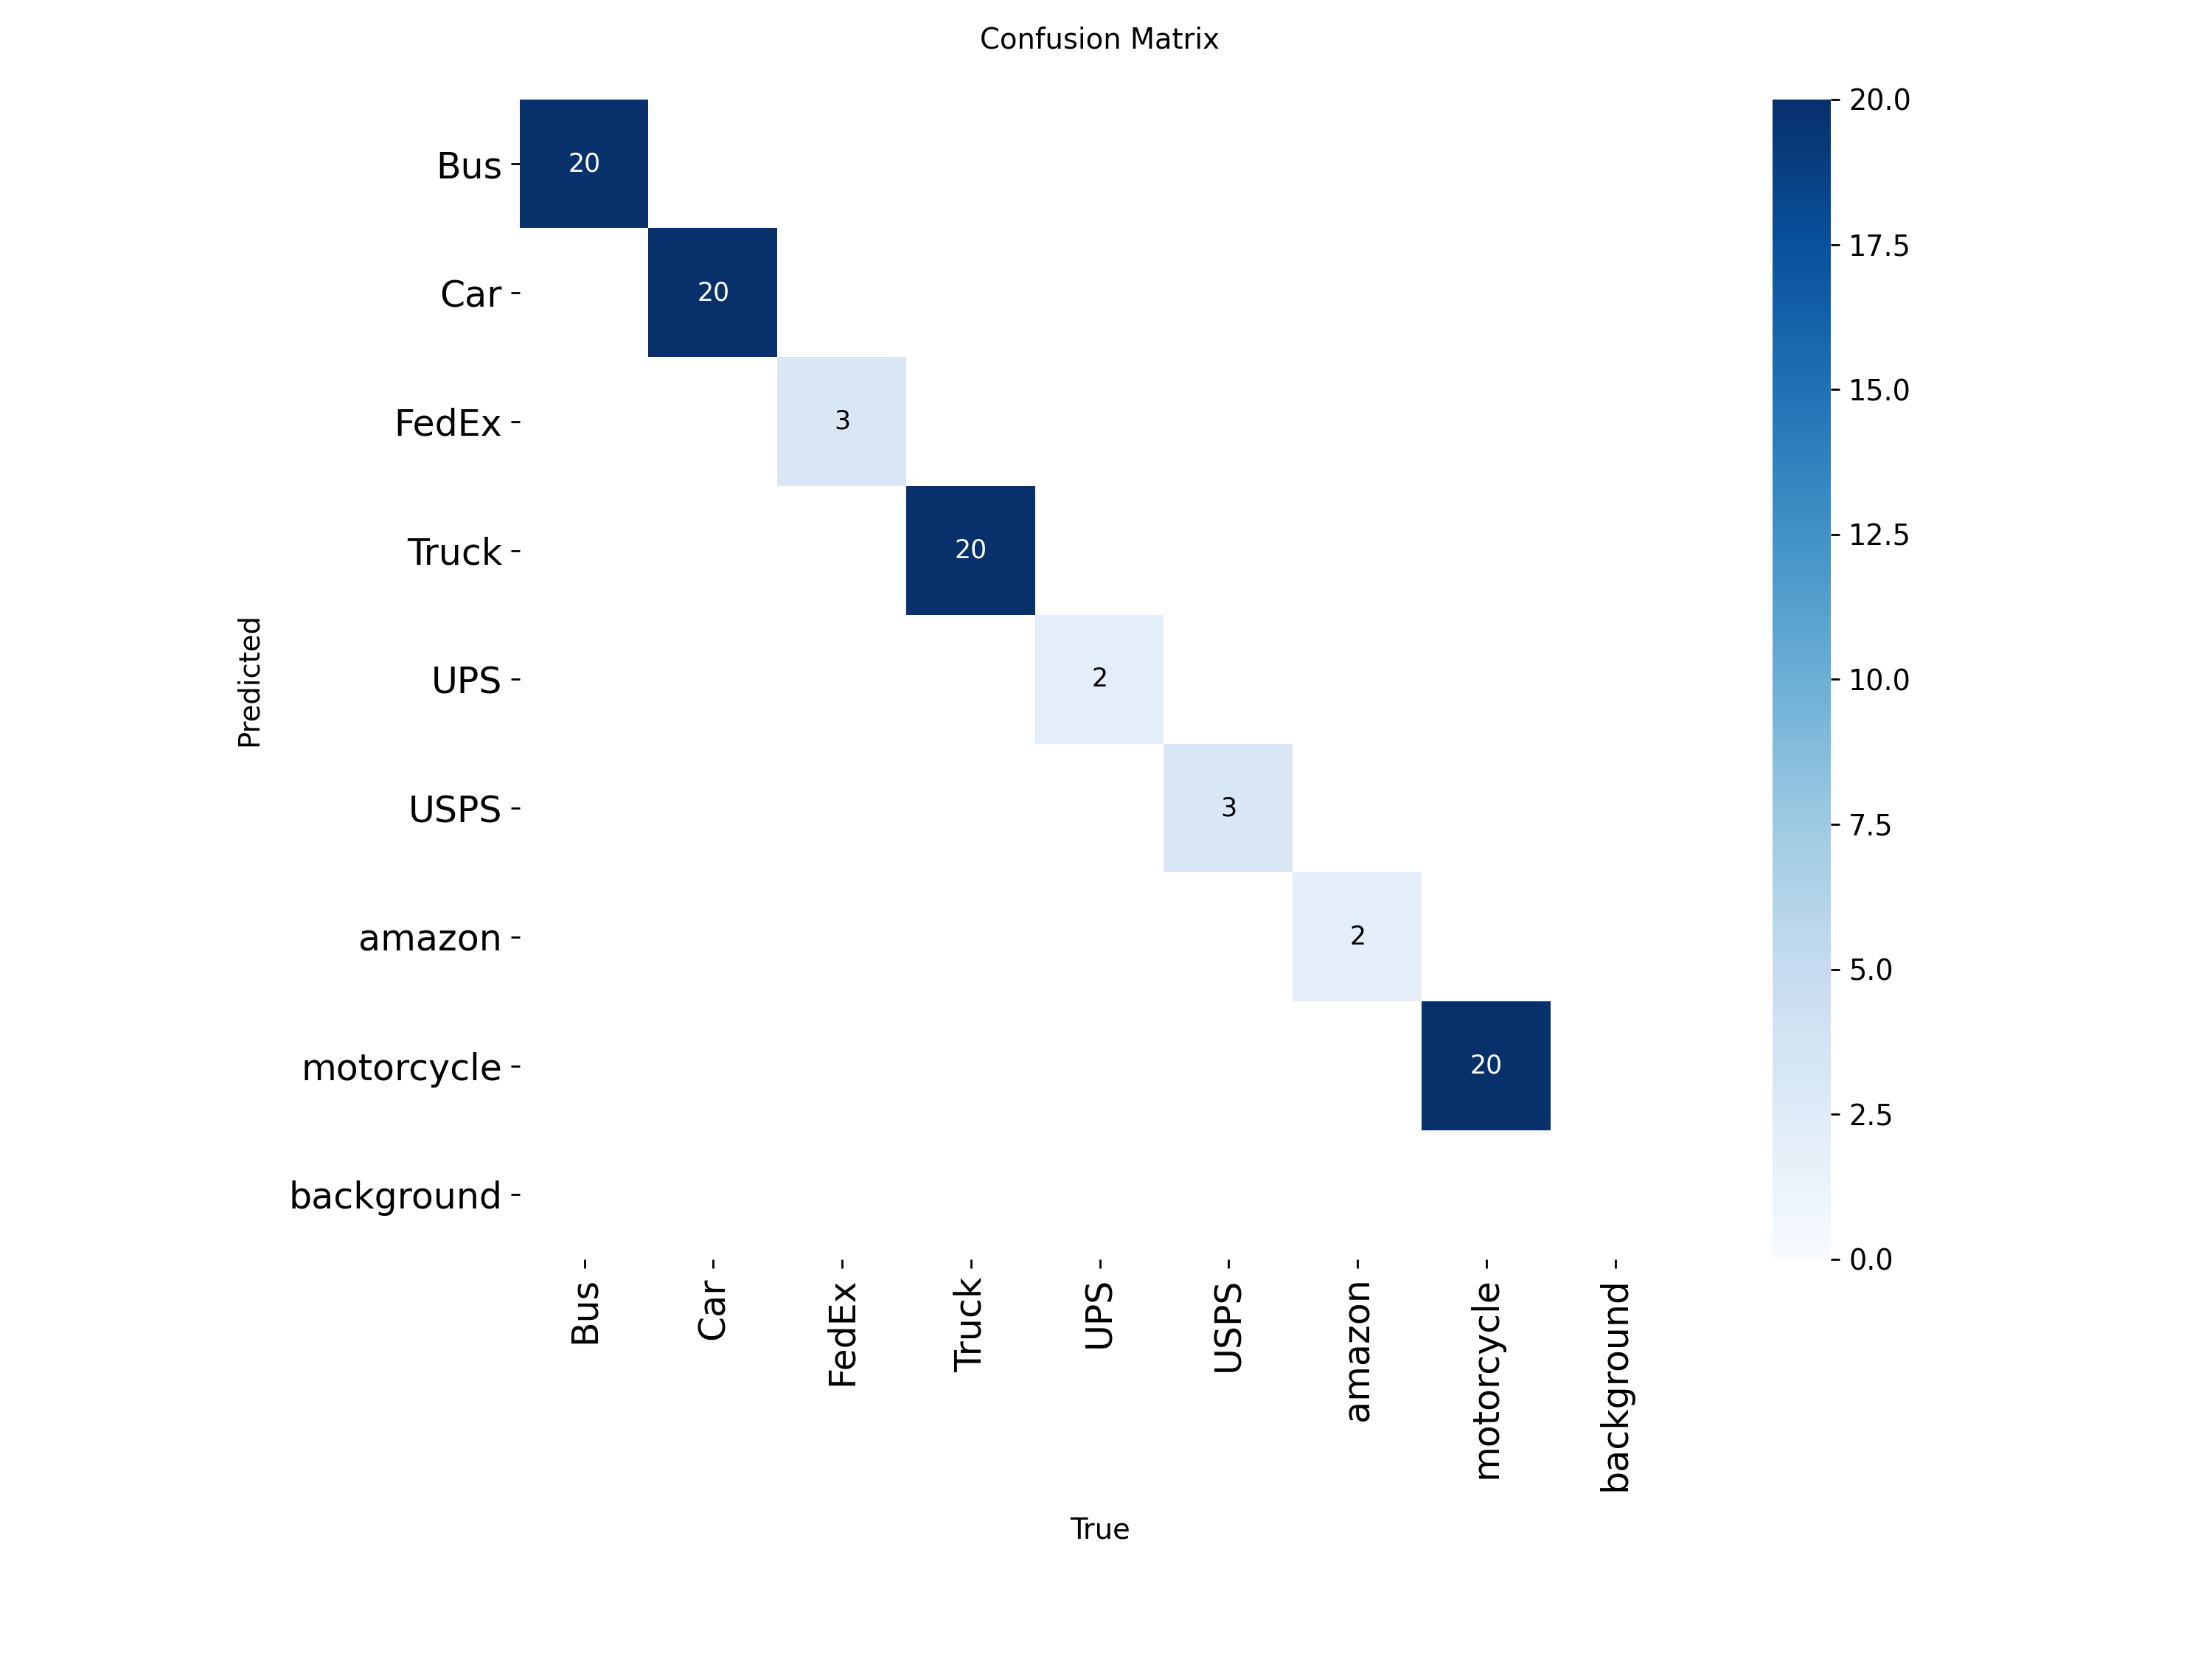 Confusion Matrix
Bus
20
Car
20
FedEx
3
Truck
20
UPS
2
USPS
3
amazon
2
motorcycle
20
background
Predicted
Bus
Car
FedEx
Truck
UPS
USPS
amazon
motorcycle
background
True
20.0
17.5
15.0
12.5
10.0
7.5
5.0
2.5
0.0